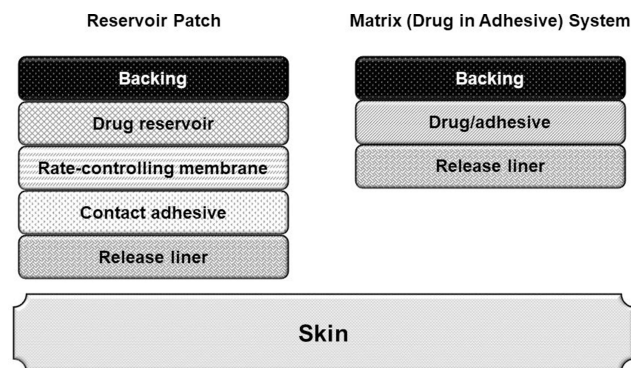 Reservoir Patch
Backing
Drug reservoir
Rate-controlling membrane
Contact adhesive
Release liner
Matrix (Drug in Adhesive) System
Backing
Drug/adhesive
Release liner
Skin